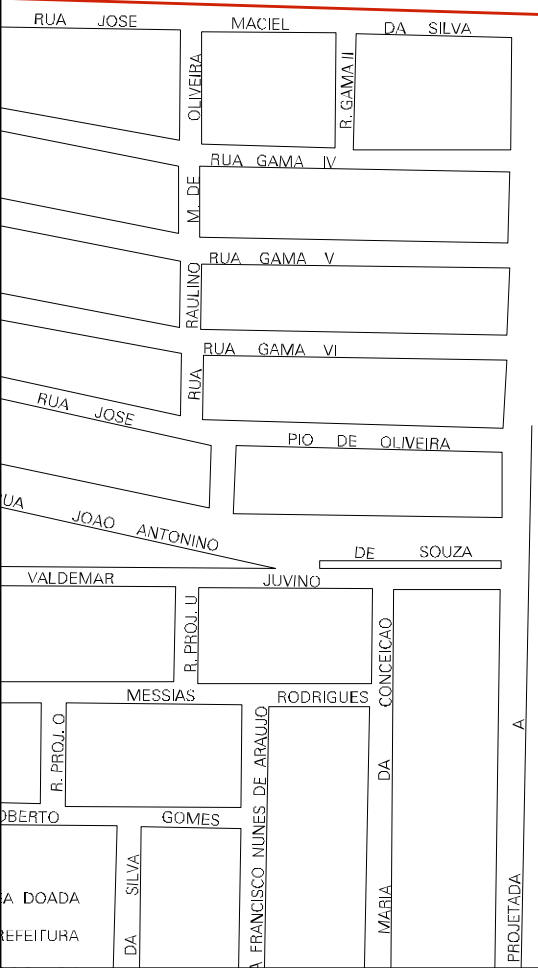 RUA JOSE MACIEL DA SILVA
RUA RAULINO M. DE OLIVEIRA
R. GAMA II
RUA GAMA IV
RUA GAMA V
RUA GAMA VI
RUA JOSE PIO DE OLIVEIRA
UA JOAO ANTONINO DE SOUZA
VALDEMAR JUVINO
R. PROJ. U
MARIA DA CONCEICAO
MESSIAS RODRIGUES
R. PROJ. O
A FRANCISCO NUNES DE ARAUJO
PROJETADA A
OBERTO GOMES
DA SILVA
EA DOADA
REFEITURA